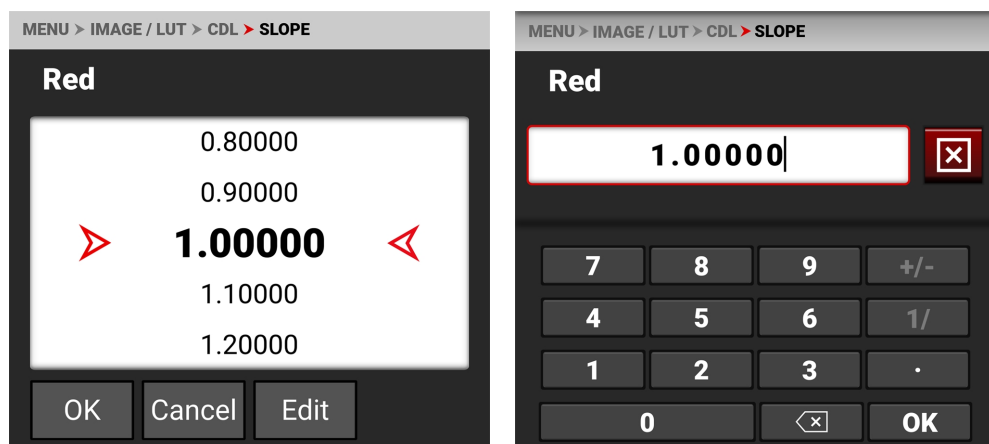 MENU > IMAGE / LUT > CDL > SLOPE
Red
0.80000
0.90000
1.00000
1.10000
1.20000
OK Cancel Edit
MENU > IMAGE / LUT > CDL > SLOPE
Red
1.00000
7 8 9 +/-
4 5 6 1/
1 2 3 .
0 OK